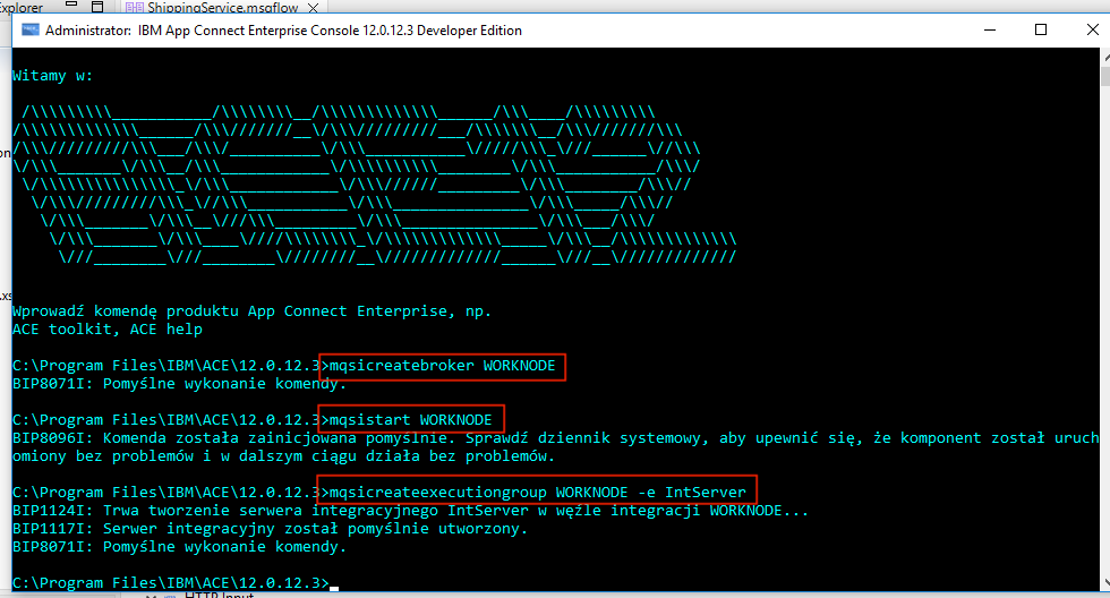 Explorer
ShippingService.msgflow
Administrator: IBM App Connect Enterprise Console 12.0.12.3 Developer Edition
Witamy w:
Wprowadź komendę produktu App Connect Enterprise, np.
ACE toolkit, ACE help
C:\Program Files\IBM\ACE\12.0.12.3>mqsicreatebroker WORKNODE
BIP8071I: Pomyślne wykonanie komendy.
C:\Program Files\IBM\ACE\12.0.12.3>mqsistart WORKNODE
BIP8096I: Komenda została zainicjowana pomyślnie. Sprawdź dziennik systemowy, aby upewnić się, że komponent został uruch
omiony bez problemów i w dalszym ciągu działa bez problemów.
C:\Program Files\IBM\ACE\12.0.12.3>mqsicreateexecutiongroup WORKNODE -e IntServer
BIP1124I: Trwa tworzenie serwera integracyjnego IntServer w węźle integracji WORKNODE...
BIP1117I: Serwer integracyjny został pomyślnie utworzony.
BIP8071I: Pomyślne wykonanie komendy.
C:\Program Files\IBM\ACE\12.0.12.3>
HTTP Input